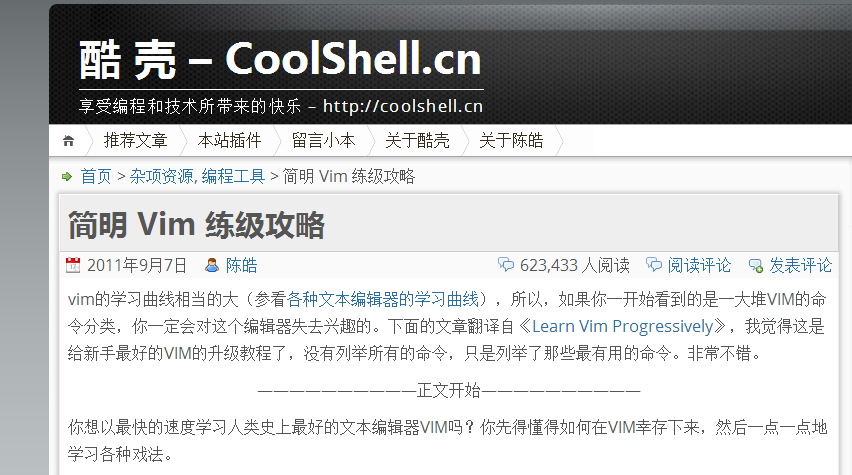 酷 壳 – CoolShell.cn
享受编程和技术所带来的快乐 – http://coolshell.cn
推荐文章 本站插件 留言小本 关于酷壳 关于陈皓
首页 > 杂项资源, 编程工具 > 简明 Vim 练级攻略
简明 Vim 练级攻略
2011年9月7日 陈皓 623,433 人阅读 阅读评论 发表评论
vim的学习曲线相当的大（参看各种文本编辑器的学习曲线），所以，如果你一开始看到的是一大堆VIM的命
令分类，你一定会对这个编辑器失去兴趣的。下面的文章翻译自《Learn Vim Progressively》，我觉得这是
给新手最好的VIM的升级教程了，没有列举所有的命令，只是列举了那些最有用的命令。非常不错。
——————————正文开始——————————
你想以最快的速度学习人类史上最好的文本编辑器VIM吗？你先得懂得如何在VIM幸存下来，然后一点一点地
学习各种戏法。